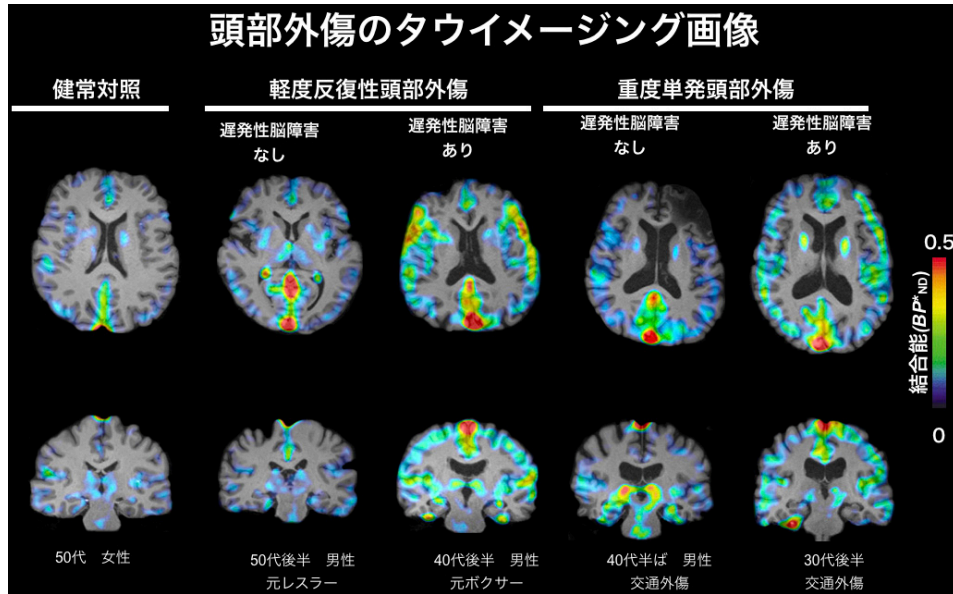 頭部外傷のタウイメージング画像
健常対照
軽度反復性頭部外傷
重度単発頭部外傷
遅発性脳障害
なし
遅発性脳障害
あり
遅発性脳障害
なし
遅発性脳障害
あり
0.5
結合能(BP*ND)
0
50代 女性
50代後半 男性
元レスラー
40代後半 男性
元ボクサー
40代半ば 男性
交通外傷
30代後半
交通外傷